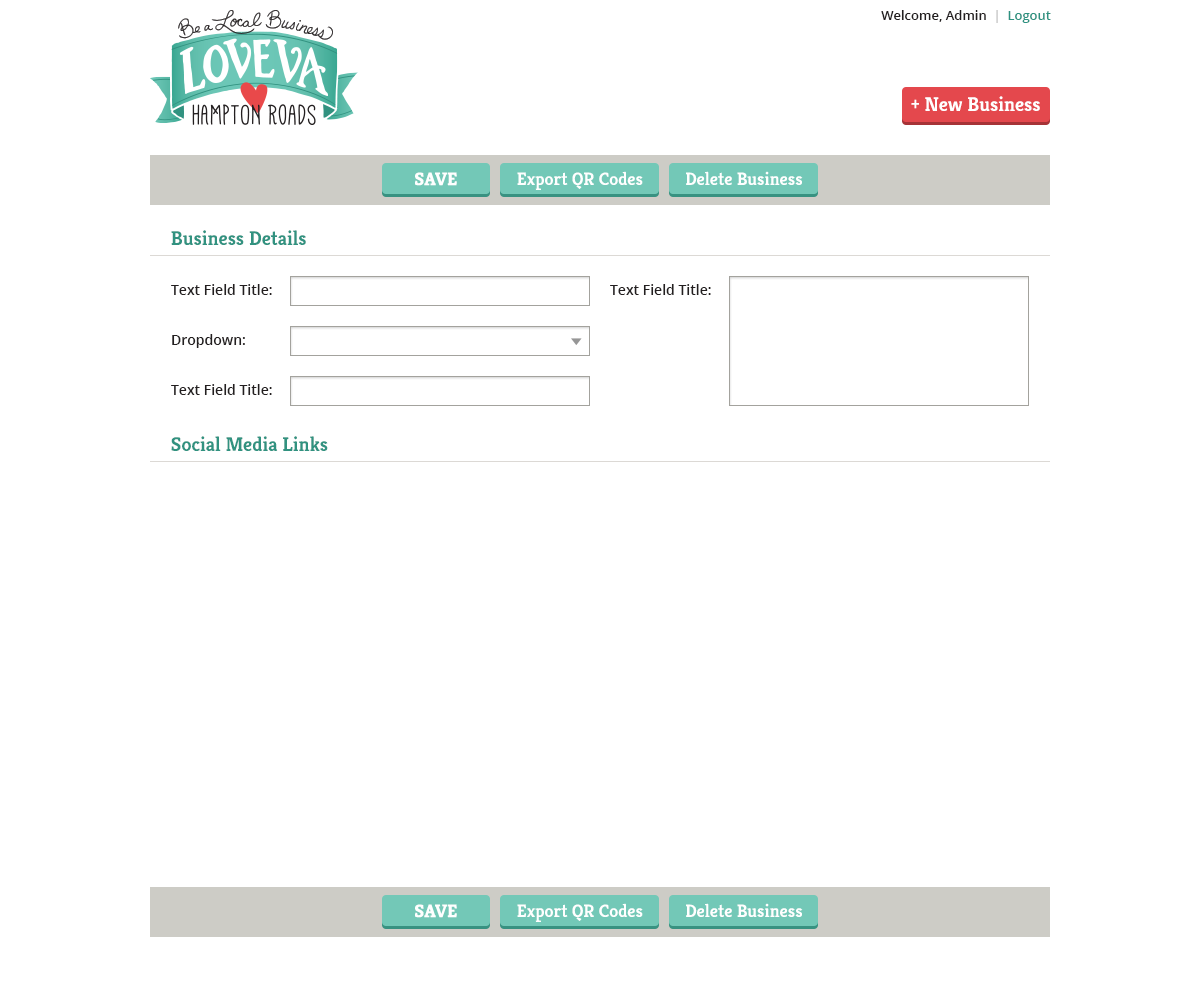 Be a Local Business
LOVEVA
HAMPTON ROADS
Welcome, Admin | Logout
+ New Business
SAVE Export QR Codes Delete Business
Business Details
Text Field Title: Text Field Title:
Dropdown:
Text Field Title:
Social Media Links
SAVE Export QR Codes Delete Business